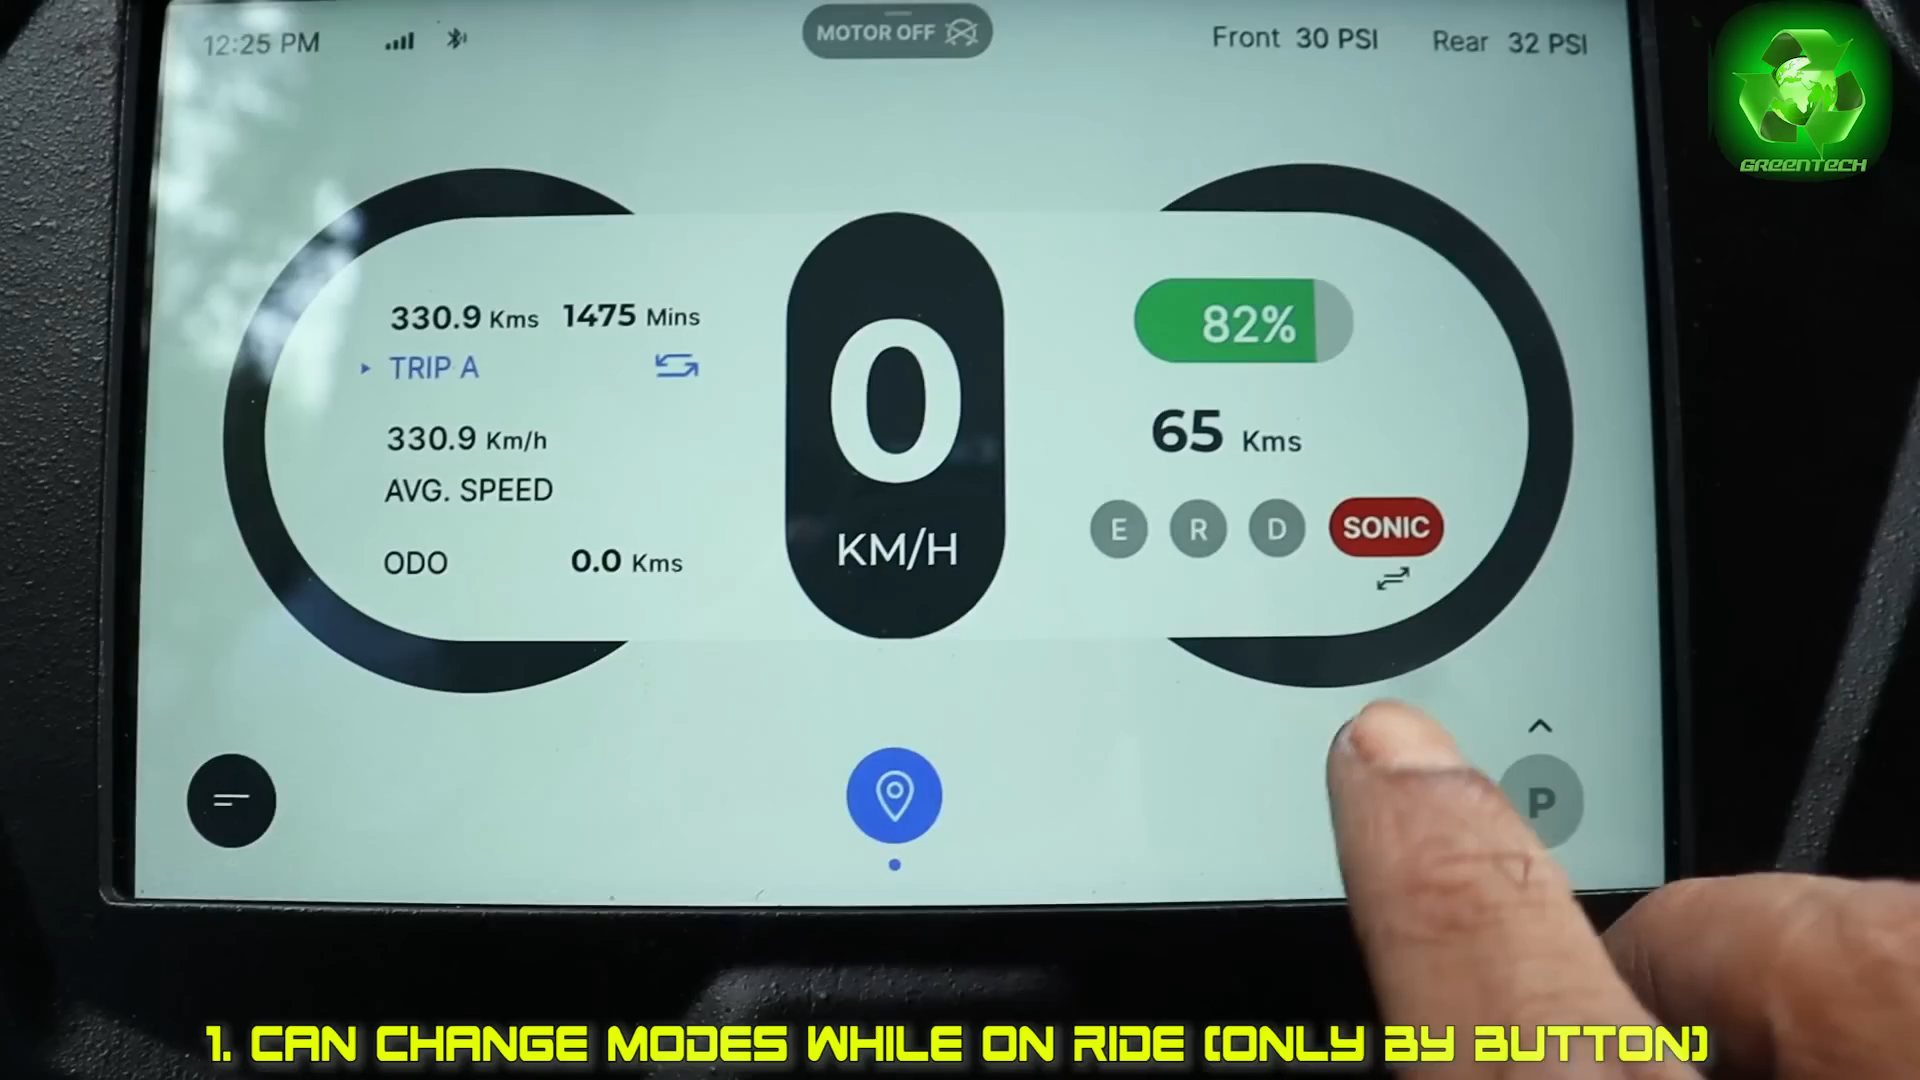 12:25 PM
MOTOR OFF
Front 30 PSI
Rear 32 PSI
GREENTECH
330.9 Kms 1475 Mins
TRIP A
330.9 Km/h
AVG. SPEED
ODO 0.0 Kms
0
KM/H
82%
65 Kms
E R D SONIC
P
1. CAN CHANGE MODES WHILE ON RIDE (ONLY BY BUTTON)